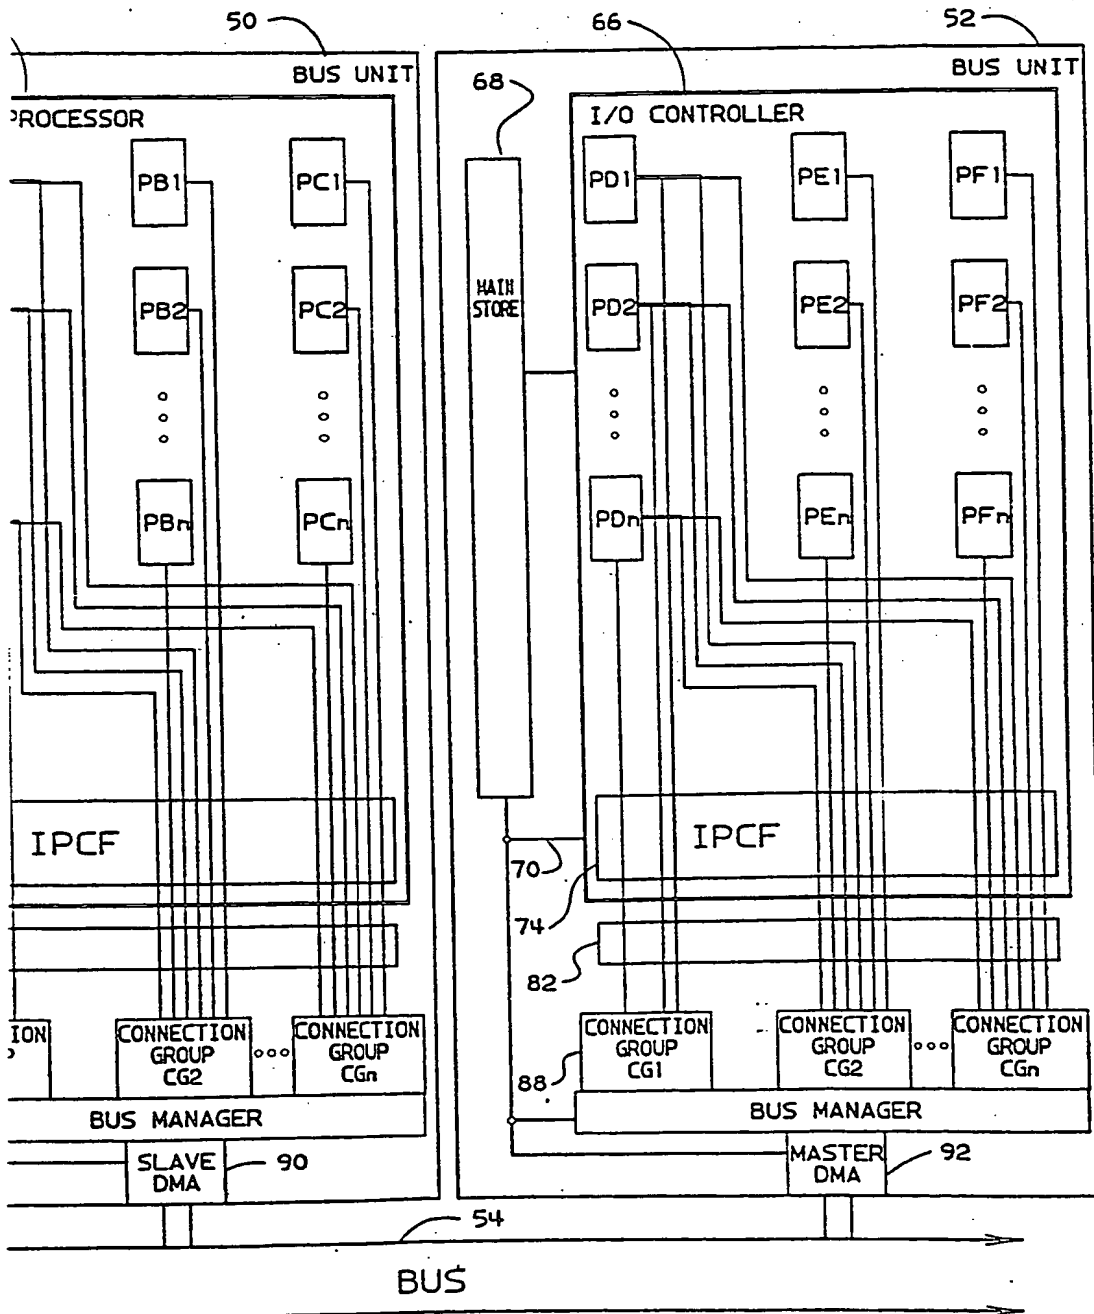 50
66
52
BUS UNIT
BUS UNIT
68
PROCESSOR
I/O CONTROLLER
PB1
PC1
PD1
PE1
PF1
MAIN
STORE
PB2
PC2
PD2
PE2
PF2
PBn
PCn
PDn
PEn
PFn
IPCF
IPCF
70
74
82
CONNECTION
GROUP
CG2
CONNECTION
GROUP
CGn
CONNECTION
GROUP
CG1
CONNECTION
GROUP
CG2
CONNECTION
GROUP
CGn
88
BUS MANAGER
BUS MANAGER
SLAVE
DMA
90
MASTER
DMA
92
54
BUS